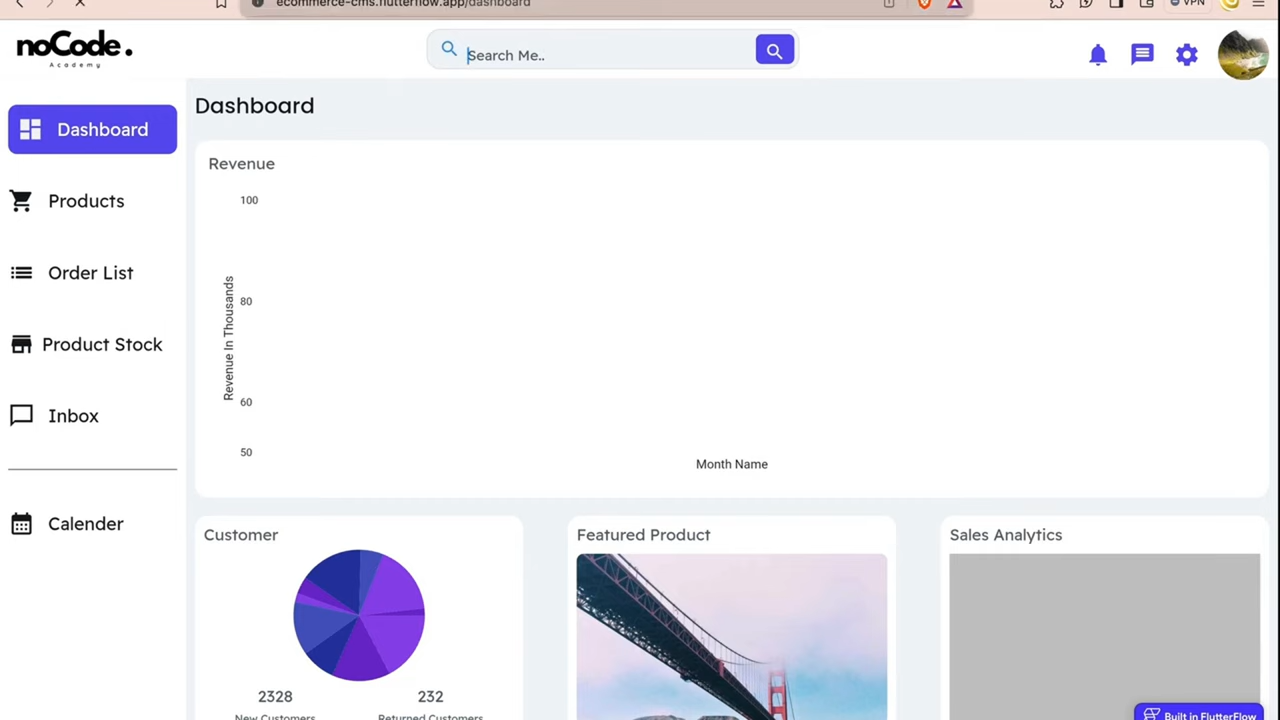 ecommerce-cms.flutterflow.app/dashboard
VPN
noCode.
Academy
Search Me..
Dashboard
Products
Order List
Product Stock
Inbox
Calender
Dashboard
Revenue
100
80
60
50
Revenue In Thousands
Month Name
Customer
2328
New Customers
232
Returned Customers
Featured Product
Sales Analytics
Built in FlutterFlow